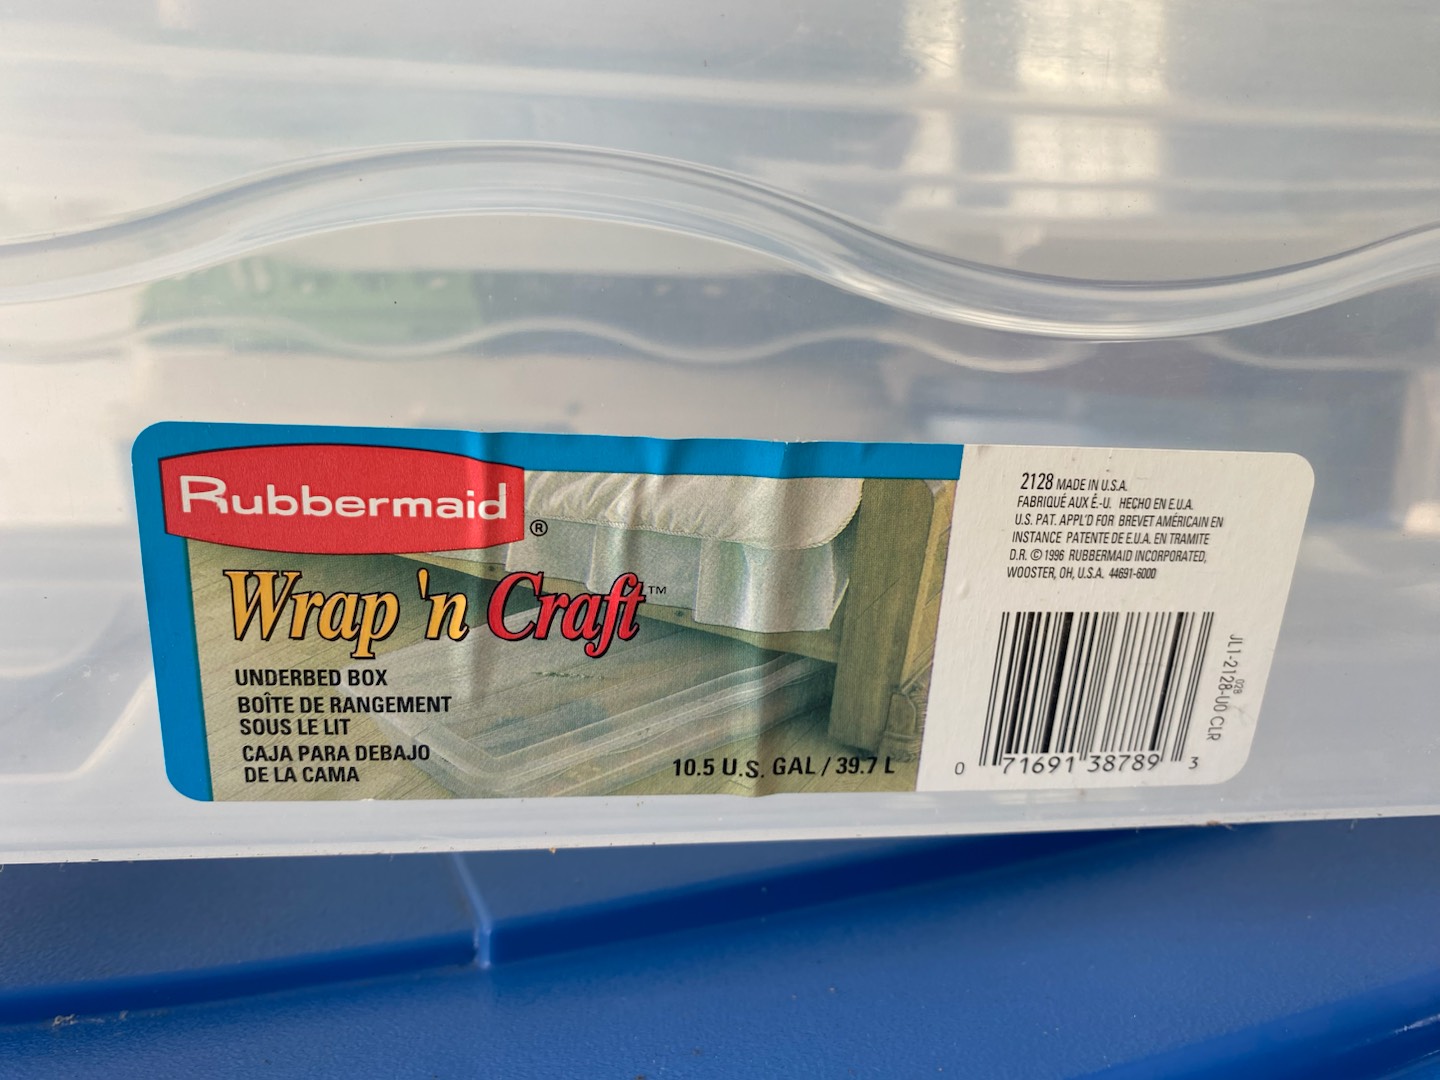 Rubbermaid®
Wrap 'n Craft™
UNDERBED BOX
BOÎTE DE RANGEMENT
SOUS LE LIT
CAJA PARA DEBAJO
DE LA CAMA
10.5 U.S. GAL / 39.7 L
2128 MADE IN U.S.A.
FABRIQUÉ AUX É.-U. HECHO EN E.U.A.
U.S. PAT. APPL'D FOR BREVET AMÉRICAIN EN
INSTANCE PATENTE DE E.U.A. EN TRAMITE
D.R. © 1996 RUBBERMAID INCORPORATED,
WOOSTER, OH, U.S.A. 44691-6000
0 71691 38789 3
028
JL1-2128-U0 CLR